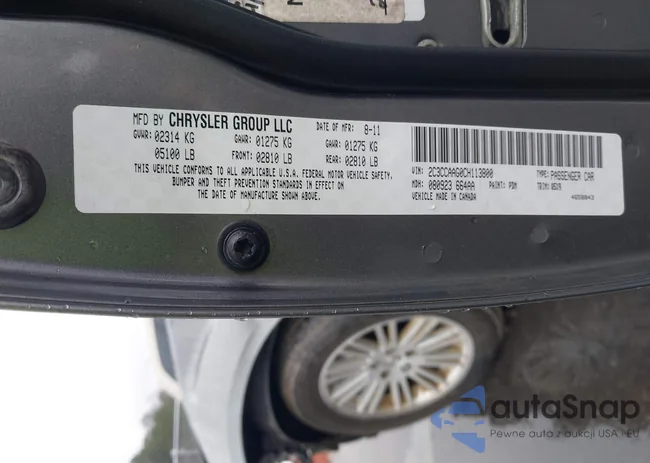 MFD BY CHRYSLER GROUP LLC DATE OF MFR: 8-11
GVWR: 02314 KG GAWR: 01275 KG GAWR: 01275 KG
05100 LB FRONT: 02810 LB REAR: 02810 LB
THIS VEHICLE CONFORMS TO ALL APPLICABLE U.S.A. FEDERAL MOTOR VEHICLE SAFETY,
BUMPER AND THEFT PREVENTION STANDARDS IN EFFECT ON
THE DATE OF MANUFACTURE SHOWN ABOVE.
VIN: 2C3CCAAG0CH113800 TYPE: PASSENGER CAR
MDH: 080923 664AA PAINT: PDM TRIM:
VEHICLE MADE IN CANADA
autaSnap
Pewne auto z aukcji USA i EU